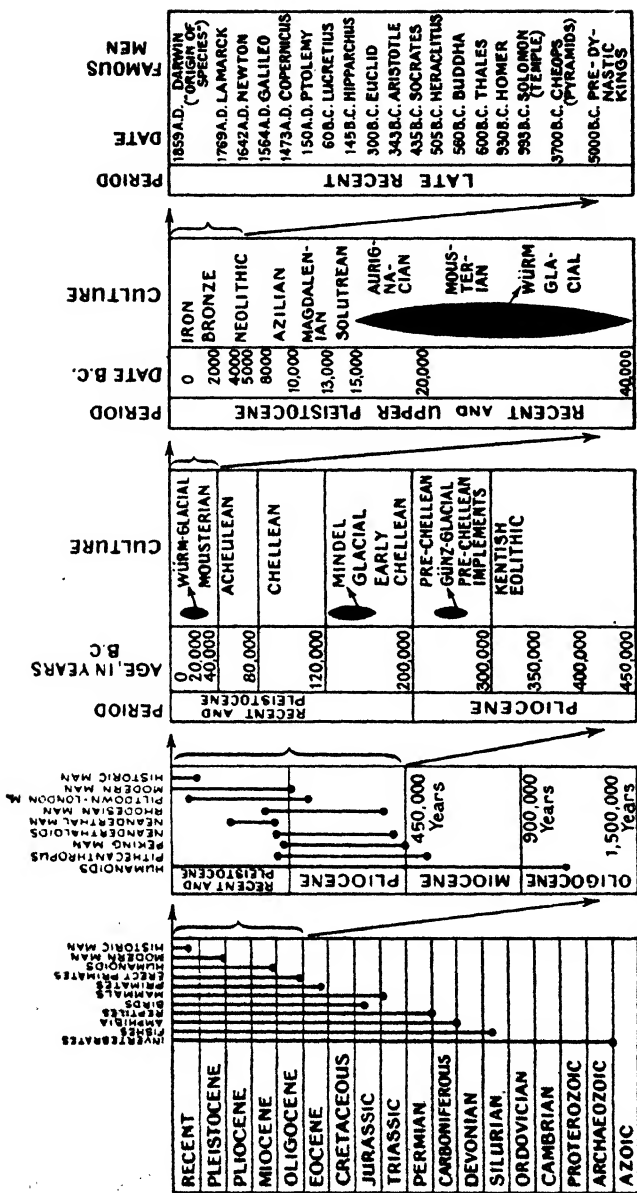 RECENT
PLEISTOCENE
PLIOCENE
MIOCENE
OLIGOCENE
EOCENE
CRETACEOUS
JURASSIC
TRIASSIC
PERMIAN
CARBONIFEROUS
DEVONIAN
SILURIAN
ORDOVICIAN
CAMBRIAN
PROTEROZOIC
ARCHAEOZOIC
AZOIC
INVERTEBRATES
FISHES
AMPHIBIA
REPTILES
BIRDS
MAMMALS
PRIMATES
ERECT PRIMATES
HUMANOIDS
MODERN MAN
HISTORIC MAN
RECENT AND
PLEISTOCENE
PLIOCENE
MIOCENE
OLIGOCENE
HUMANOIDS
PITHECANTHROPUS
PEKING MAN
NEANDERTHALOIDS
NEANDERTHAL MAN
RHODESIAN MAN
PILTDOWN-LONDON M.
MODERN MAN
HISTORIC MAN
450,000
Years
900,000
Years
1,500,000
Years
PERIOD
RECENT AND
PLEISTOCENE
PLIOCENE
AGE, IN YEARS
B.C
0
20,000
40,000
80,000
120,000
200,000
300,000
350,000
400,000
450,000
CULTURE
WÜRM-GLACIAL
MOUSTERIAN
ACHEULEAN
CHELLEAN
MINDEL
GLACIAL
EARLY
CHELLEAN
PRE-CHELLEAN
GÜNZ-GLACIAL
PRE-CHELLEAN
IMPLEMENTS
KENTISH
EOLITHIC
PERIOD
RECENT AND UPPER PLEISTOCENE
DATE B.C.
0
2000
4000
5000
8000
10,000
13,000
15,000
20,000
40,000
CULTURE
IRON
BRONZE
NEOLITHIC
AZILIAN
MAGDALEN-
IAN
SOLUTREAN
AURIG-
NA-
CIAN
MOUS-
TER-
IAN
WÜRM
GLA-
CIAL
PERIOD
LATE RECENT
DATE
FAMOUS
MEN
1859 A.D. DARWIN
("ORIGIN OF
SPECIES")
1769 A.D. LAMARCK
1642 A.D. NEWTON
1564 A.D. GALILEO
1473 A.D. COPERNICUS
150 A.D. PTOLEMY
60 B.C. LUCRETIUS
145 B.C. HIPPARCHUS
300 B.C. EUCLID
343 B.C. ARISTOTLE
435 B.C. SOCRATES
505 B.C. HERACLITUS
560 B.C. BUDDHA
600 B.C. THALES
930 B.C. HOMER
993 B.C. SOLOMON
(TEMPLE)
3700 B.C. CHEOPS
(PYRAMIDS)
5000 B.C. PRE-DY-
NASTIC
KINGS